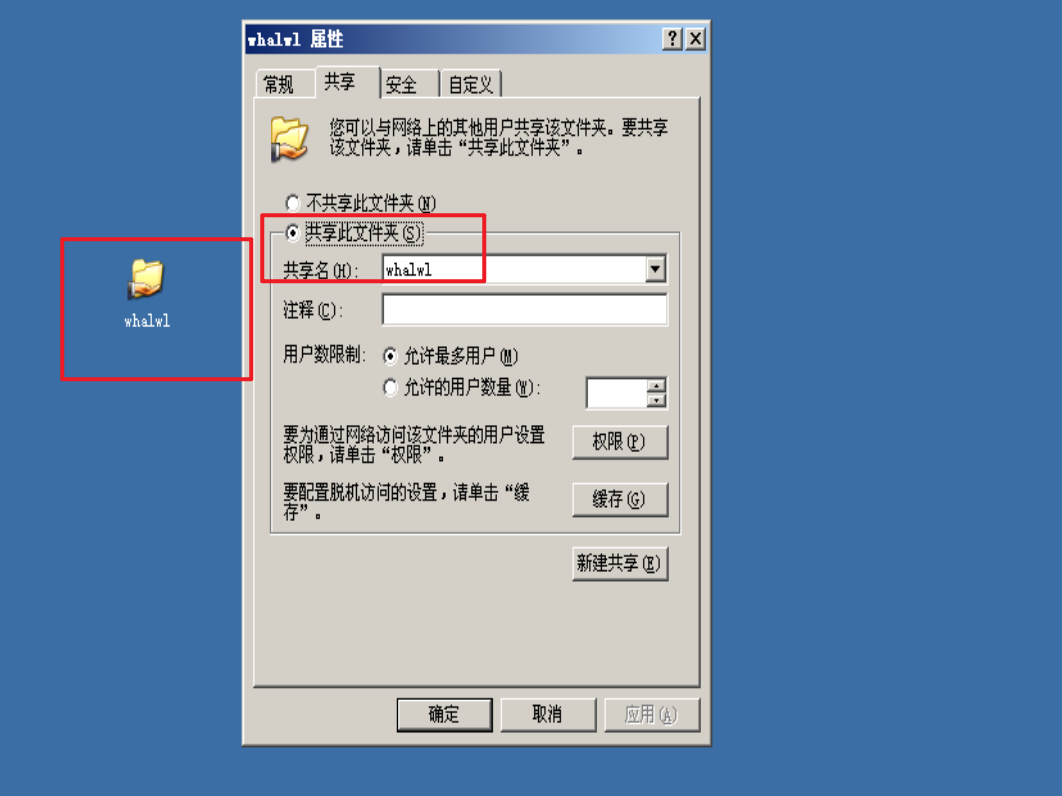 whalwl 属性
常规 共享 安全 自定义
您可以与网络上的其他用户共享该文件夹。要共享
该文件夹，请单击“共享此文件夹”。
不共享此文件夹(N)
共享此文件夹(S)
共享名(H): whalwl
whalwl
注释(C):
用户数限制: 允许最多用户(M)
允许的用户数量(W):
要为通过网络访问该文件夹的用户设置
权限，请单击“权限”。
权限(P)
要配置脱机访问的设置，请单击“缓
存”。
缓存(G)
新建共享(E)
确定 取消 应用(A)